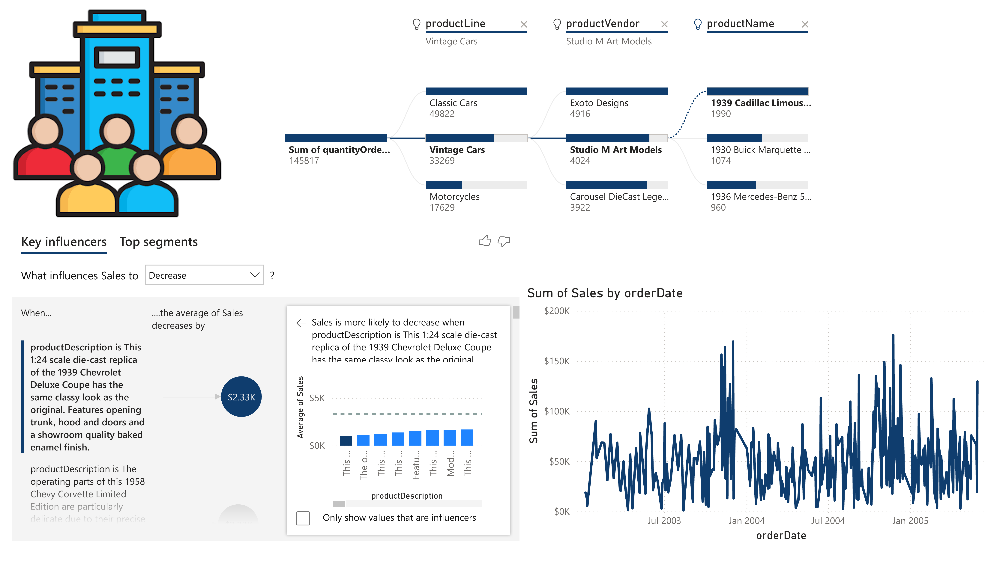 productLine
Vintage Cars
productVendor
Studio M Art Models
productName
Sum of quantityOrde...
145817
Classic Cars
49822
Vintage Cars
33269
Motorcycles
17629
Exoto Designs
4916
Studio M Art Models
4024
Carousel DieCast Lege...
3922
1939 Cadillac Limous...
1990
1930 Buick Marquette ...
1074
1936 Mercedes-Benz 5...
960
Key influencers
Top segments
What influences Sales to
Decrease
?
When...
....the average of Sales
decreases by
productDescription is This
1:24 scale die-cast replica
of the 1939 Chevrolet
Deluxe Coupe has the
same classy look as the
original. Features opening
trunk, hood and doors and
a showroom quality baked
enamel finish.
$2.33K
productDescription is The
operating parts of this 1958
Chevy Corvette Limited
Edition are particularly
delicate due to their precise
Sales is more likely to decrease when
productDescription is This 1:24 scale die-cast
replica of the 1939 Chevrolet Deluxe Coupe
has the same classy look as the original.
Average of Sales
$5K
$0K
This ...
The o...
This ...
This ...
Featu...
This ...
Mod...
This ...
productDescription
Only show values that are influencers
Sum of Sales by orderDate
Sum of Sales
$200K
$150K
$100K
$50K
$0K
Jul 2003
Jan 2004
Jul 2004
Jan 2005
orderDate